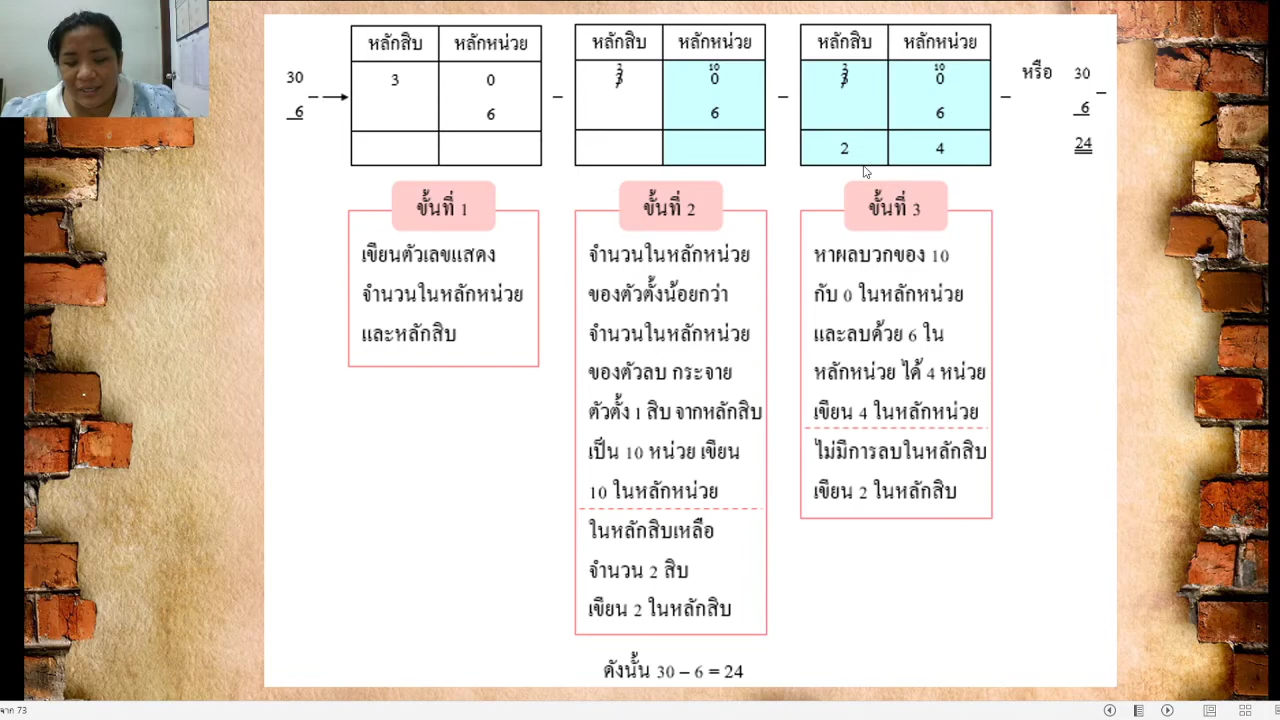 30
6
–
หลักสิบ หลักหน่วย
3 0
6
–
หลักสิบ หลักหน่วย
2 10
3 0
6
–
หลักสิบ หลักหน่วย
2 10
3 0
6
2 4
–
หรือ 30
–
6
24
ขั้นที่ 1
เขียนตัวเลขแสดง
จำนวนในหลักหน่วย
และหลักสิบ
ขั้นที่ 2
จำนวนในหลักหน่วย
ของตัวตั้งน้อยกว่า
จำนวนในหลักหน่วย
ของตัวลบ กระจาย
ตัวตั้ง 1 สิบ จากหลักสิบ
เป็น 10 หน่วย เขียน
10 ในหลักหน่วย
ในหลักสิบเหลือ
จำนวน 2 สิบ
เขียน 2 ในหลักสิบ
ขั้นที่ 3
หาผลบวกของ 10
กับ 0 ในหลักหน่วย
และลบด้วย 6 ใน
หลักหน่วย ได้ 4 หน่วย
เขียน 4 ในหลักหน่วย
ไม่มีการลบในหลักสิบ
เขียน 2 ในหลักสิบ
ดังนั้น 30 – 6 = 24
จาก 73